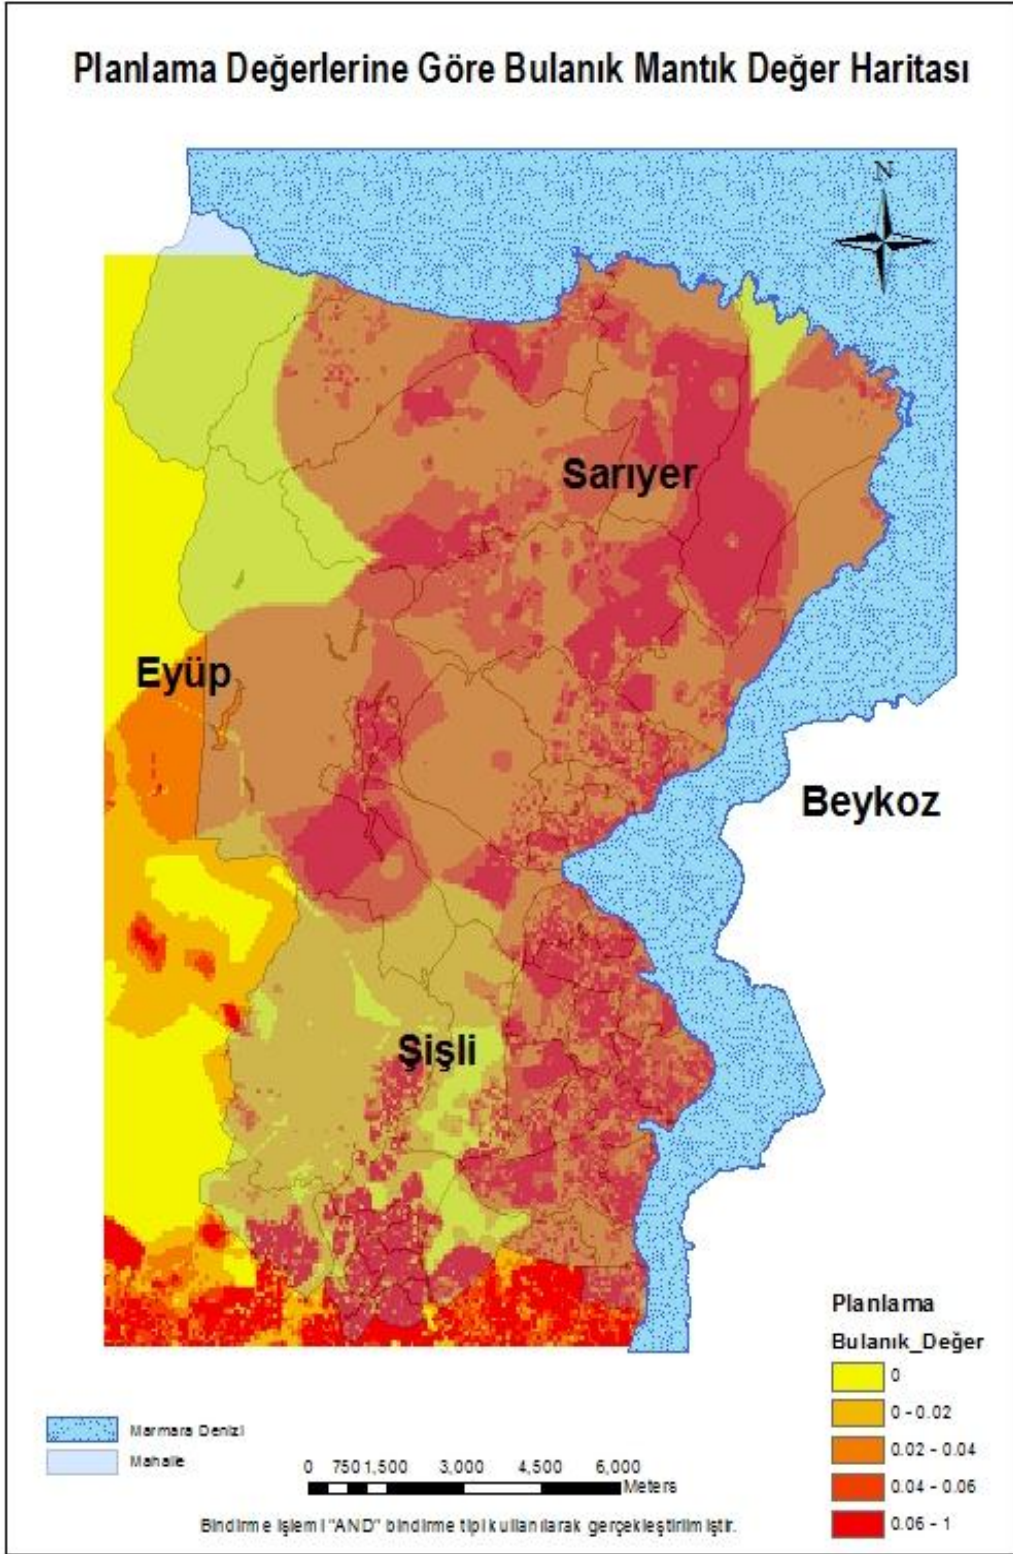 Planlama Değerlerine Göre Bulanık Mantık Değer Haritası
N
Sarıyer
Eyüp
Beykoz
Şişli
Planlama
Bulanık_Değer
0
0 - 0.02
0.02 - 0.04
0.04 - 0.06
0.06 - 1
Marmara Denizi
Mahalle
0 750 1,500 3,000 4,500 6,000
Meters
Bindirme işlemi "AND" bindirme tipi kullanılarak gerçekleştirilmiştir.